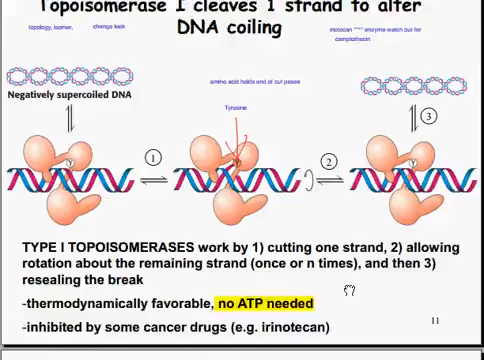 Topoisomerase I cleaves 1 strand to alter
DNA coiling
topology, isomer,
change look
inotecan **** enzyme watch out for
camptothecin
amino acid holds end of cut peace
Negatively supercoiled DNA
Tyrosine
3
1
2
Y
Y
TYPE I TOPOISOMERASES work by 1) cutting one strand, 2) allowing
rotation about the remaining strand (once or n times), and then 3)
resealing the break
-thermodynamically favorable, no ATP needed
-inhibited by some cancer drugs (e.g. irinotecan)
11